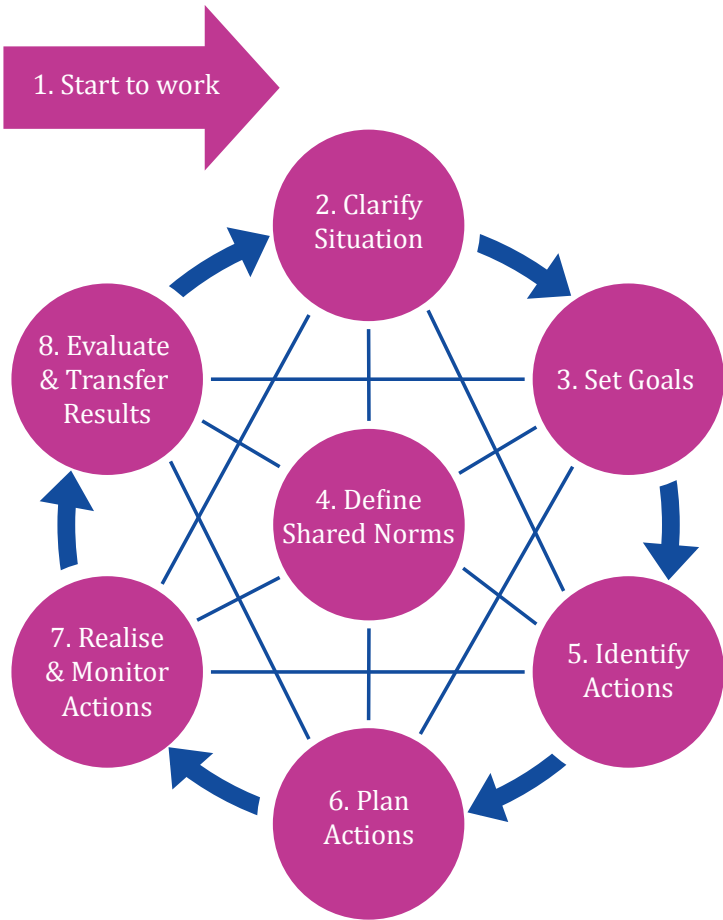 1. Start to work
2. Clarify
Situation
3. Set Goals
4. Define
Shared Norms
5. Identify
Actions
6. Plan
Actions
7. Realise
& Monitor
Actions
8. Evaluate
& Transfer
Results